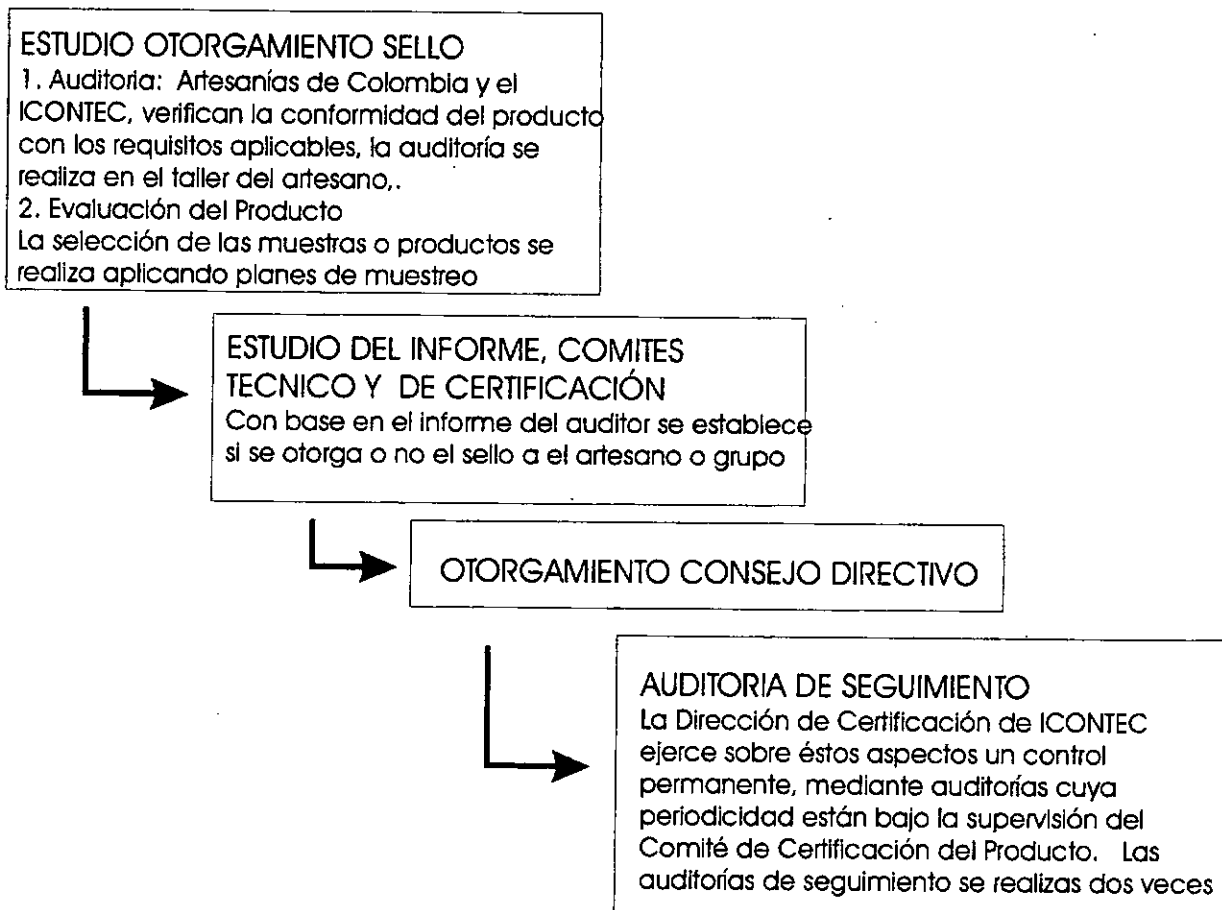 ESTUDIO OTORGAMIENTO SELLO
1. Auditoria: Artesanías de Colombia y el
ICONTEC, verifican la conformidad del producto
con los requisitos aplicables, la auditoría se
realiza en el taller del artesano,.
2. Evaluación del Producto
La selección de las muestras o productos se
realiza aplicando planes de muestreo
ESTUDIO DEL INFORME, COMITES
TECNICO Y DE CERTIFICACIÓN
Con base en el informe del auditor se establece
si se otorga o no el sello a el artesano o grupo
OTORGAMIENTO CONSEJO DIRECTIVO
AUDITORIA DE SEGUIMIENTO
La Dirección de Certificación de ICONTEC
ejerce sobre éstos aspectos un control
permanente, mediante auditorías cuya
periodicidad están bajo la supervisión del
Comité de Certificación del Producto. Las
auditorías de seguimiento se realizas dos veces